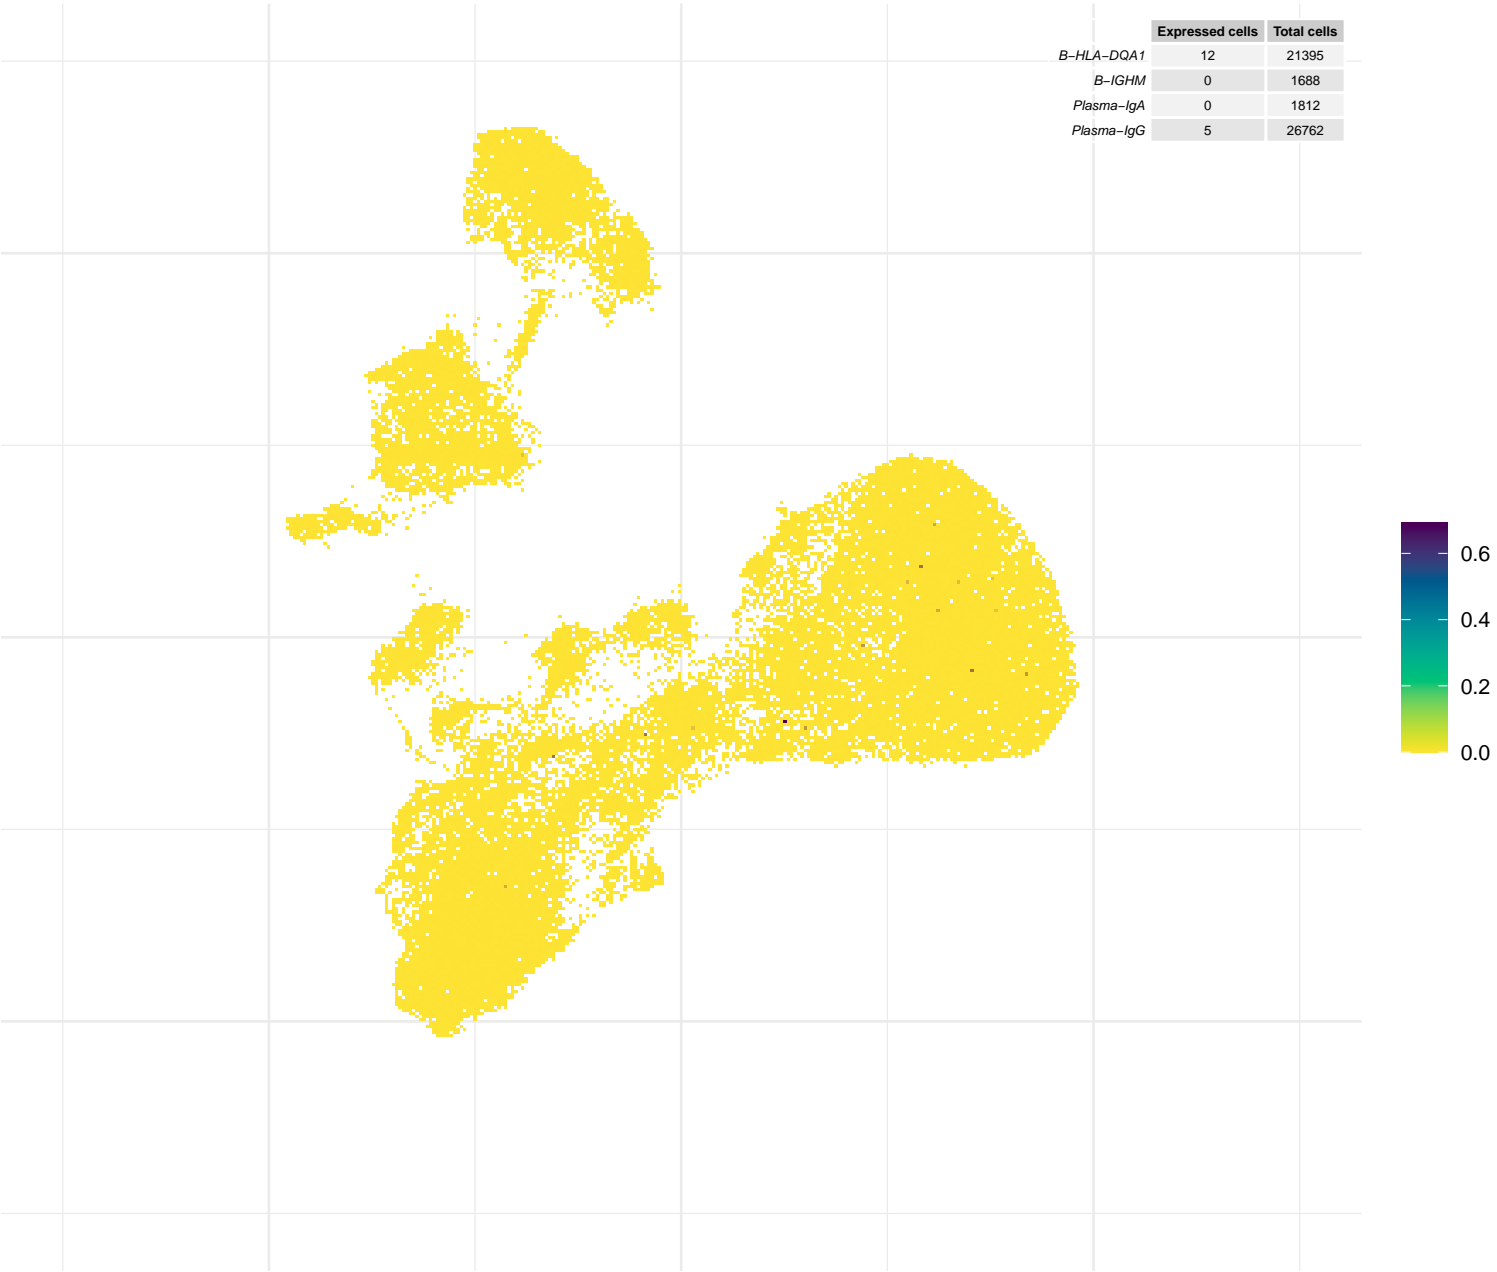 Expressed cells Total cells
B−HLA−DQA1 12 21395
B−IGHM 0 1688
Plasma−IgA 0 1812
Plasma−IgG 5 26762
0.6
0.4
0.2
0.0